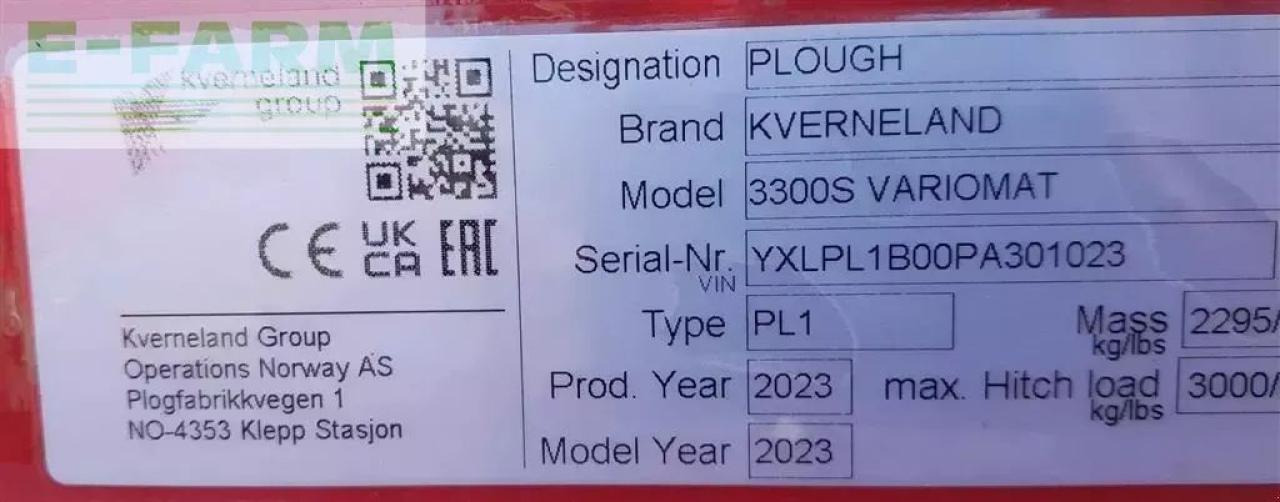 E-FARM
kverneland
group
CE UK CA EAC
Kverneland Group
Operations Norway AS
Plogfabrikkvegen 1
NO-4353 Klepp Stasjon
Designation PLOUGH
Brand KVERNELAND
Model 3300S VARIOMAT
Serial-Nr. YXLPL1B00PA301023
VIN
Type PL1 Mass 2295/
kg/lbs
Prod. Year 2023 max. Hitch load 3000/
kg/lbs
Model Year 2023